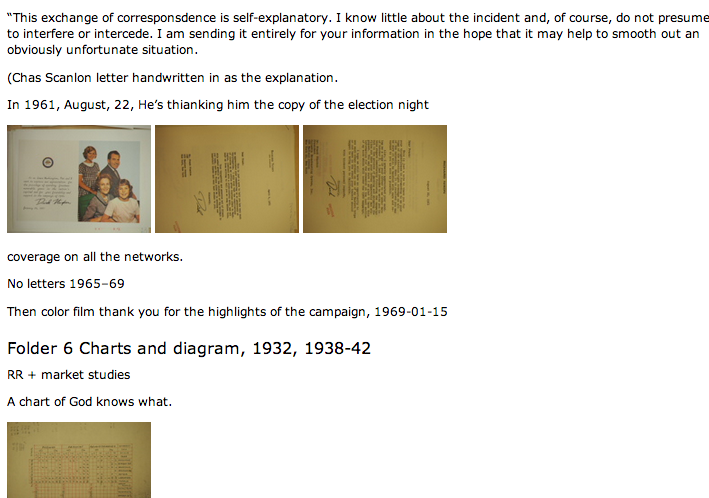 "This exchange of corresponsdence is self-explanatory. I know little about the incident and, of course, do not presume
to interfere or intercede. I am sending it entirely for your information in the hope that it may help to smooth out an
obviously unfortunate situation.
(Chas Scanlon letter handwritten in as the explanation.
In 1961, August, 22, He's thianking him the copy of the election night
coverage on all the networks.
No letters 1965–69
Then color film thank you for the highlights of the campaign, 1969-01-15
Folder 6 Charts and diagram, 1932, 1938-42
RR + market studies
A chart of God knows what.